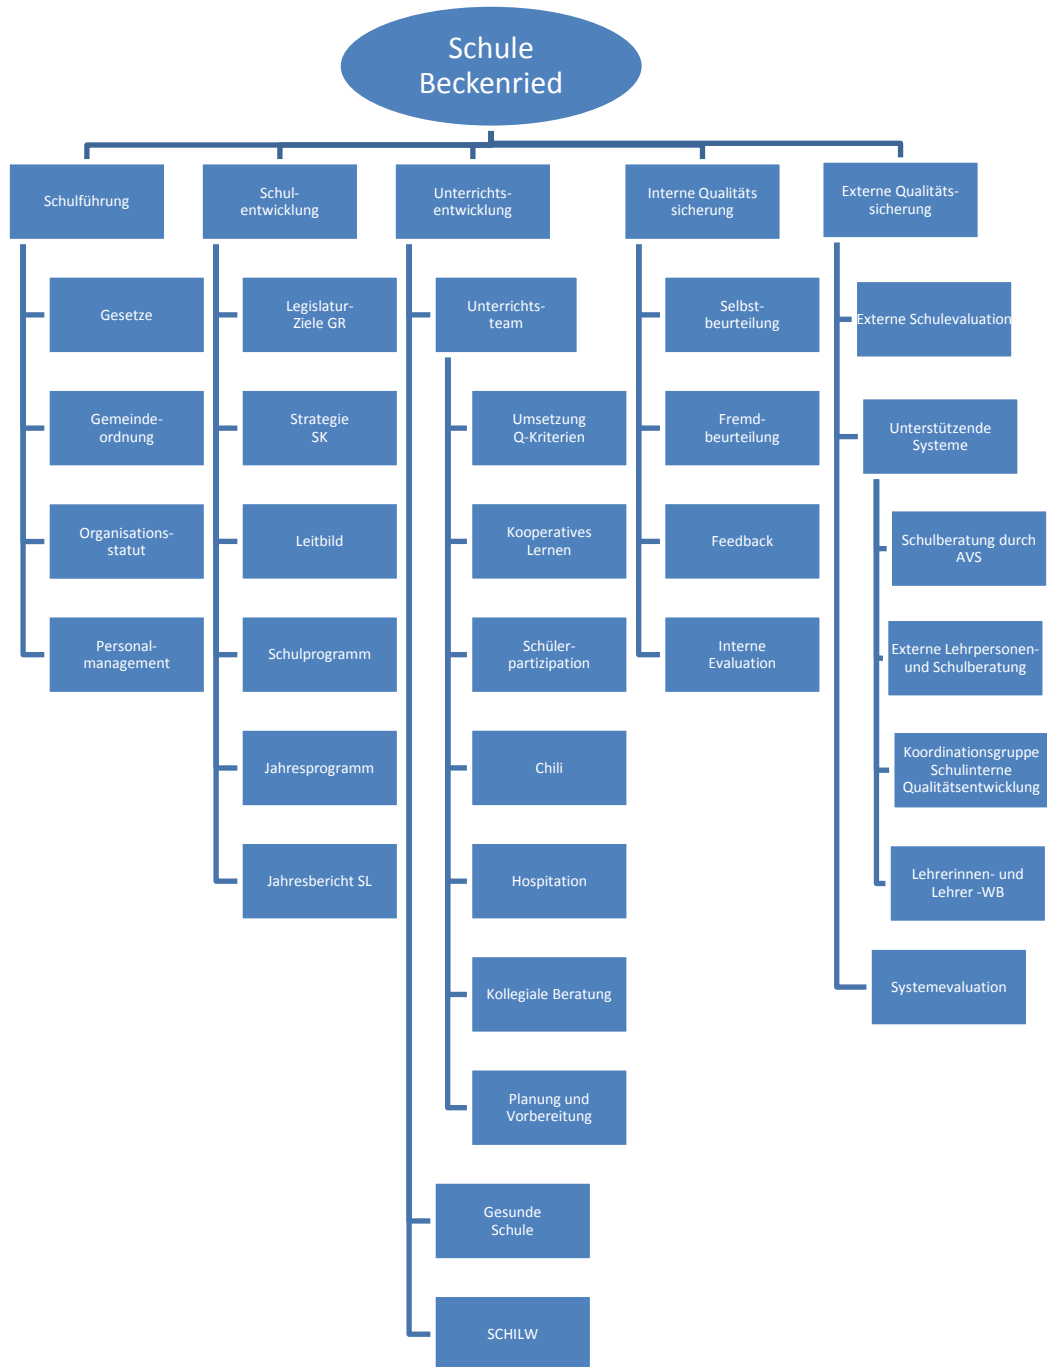 Schule
Beckenried
Schulführung
Schul-
entwicklung
Unterrichts-
entwicklung
Interne Qualitäts
sicherung
Externe Qualitäts-
sicherung
Gesetze
Gemeinde-
ordnung
Organisations-
statut
Personal-
management
Legislatur-
Ziele GR
Strategie
SK
Leitbild
Schulprogramm
Jahresprogramm
Jahresbericht SL
Unterrichts-
team
Umsetzung
Q-Kriterien
Kooperatives
Lernen
Schüler-
partizipation
Chili
Hospitation
Kollegiale Beratung
Planung und
Vorbereitung
Gesunde
Schule
SCHILW
Selbst-
beurteilung
Fremd-
beurteilung
Feedback
Interne
Evaluation
Externe Schulevaluation
Unterstützende
Systeme
Schulberatung durch
AVS
Externe Lehrpersonen-
und Schulberatung
Koordinationsgruppe
Schulinterne
Qualitätsentwicklung
Lehrerinnen- und
Lehrer -WB
Systemevaluation